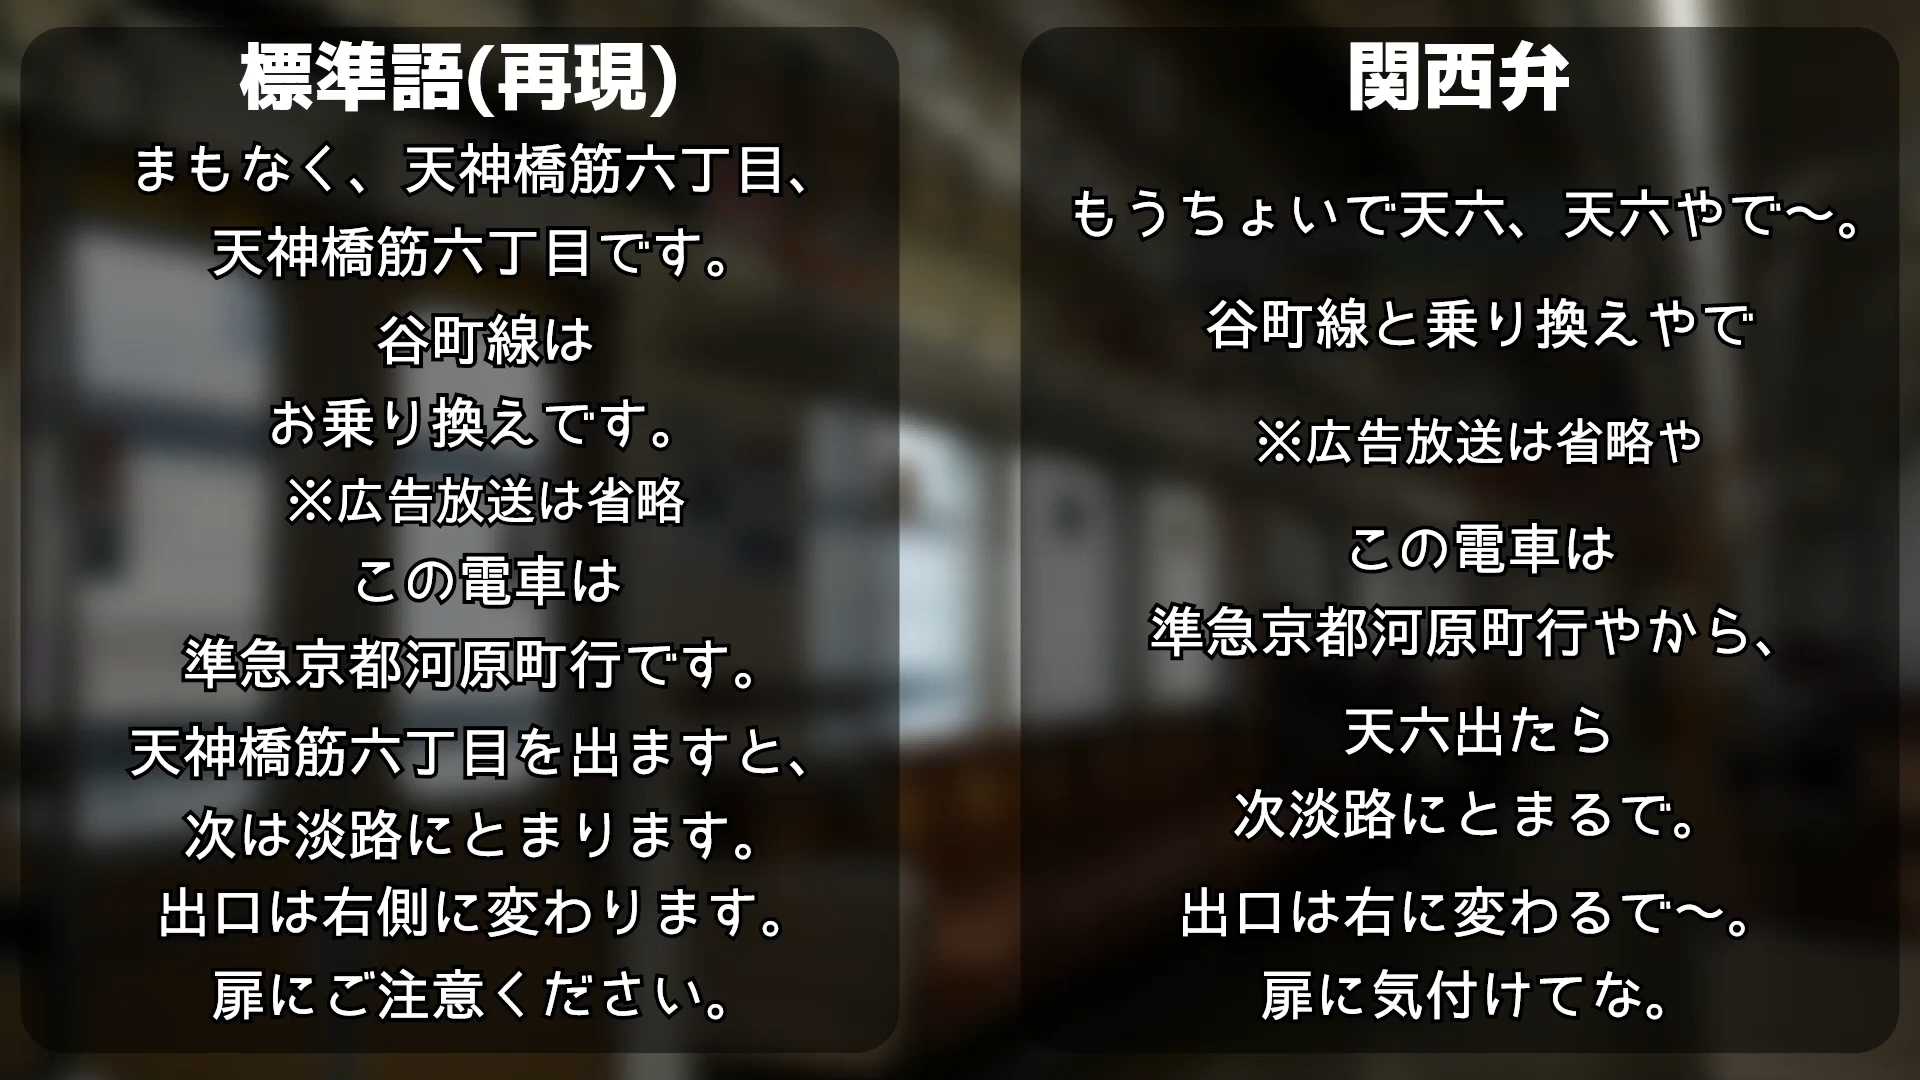 標準語(再現)
まもなく、天神橋筋六丁目、
天神橋筋六丁目です。
谷町線は
お乗り換えです。
※広告放送は省略
この電車は
準急京都河原町行です。
天神橋筋六丁目を出ますと、
次は淡路にとまります。
出口は右側に変わります。
扉にご注意ください。
関西弁
もうちょいで天六、天六やで～。
谷町線と乗り換えやで
※広告放送は省略や
この電車は
準急京都河原町行やから、
天六出たら
次淡路にとまるで。
出口は右に変わるで～。
扉に気付けてな。